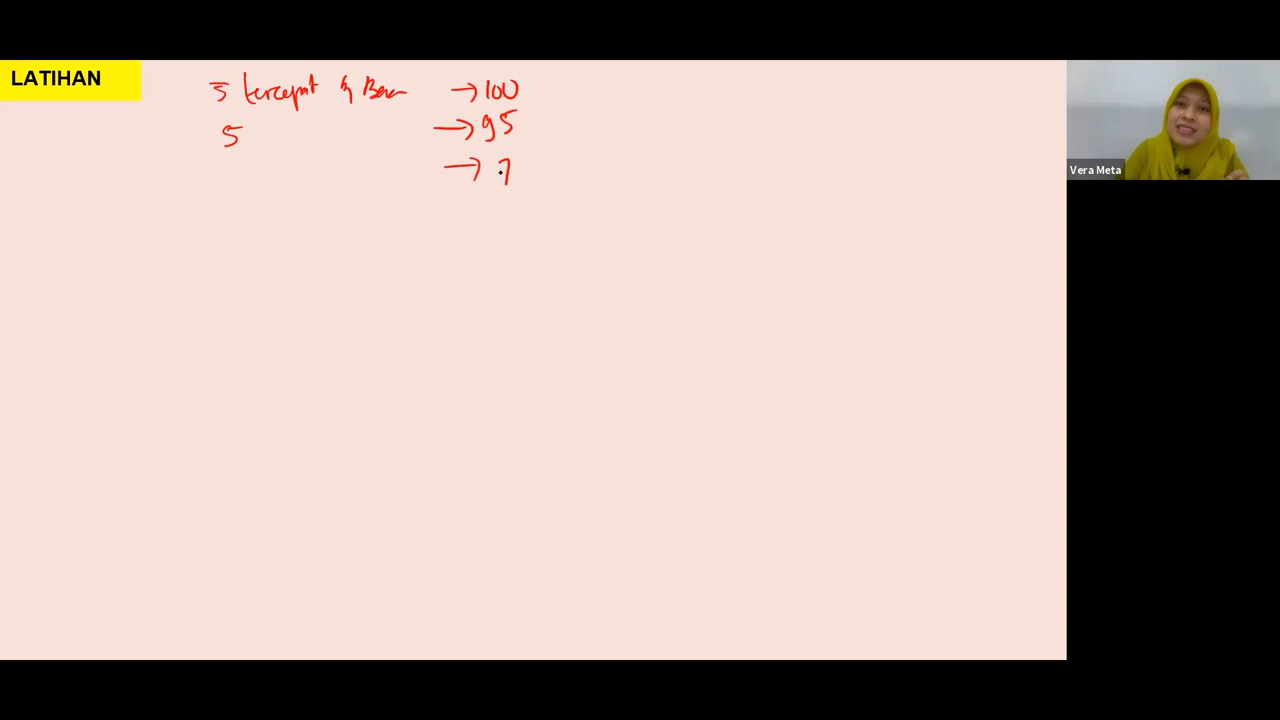 LATIHAN
5 tercepat & Benar → 100
5 → 95
→ 7
Vera Meta